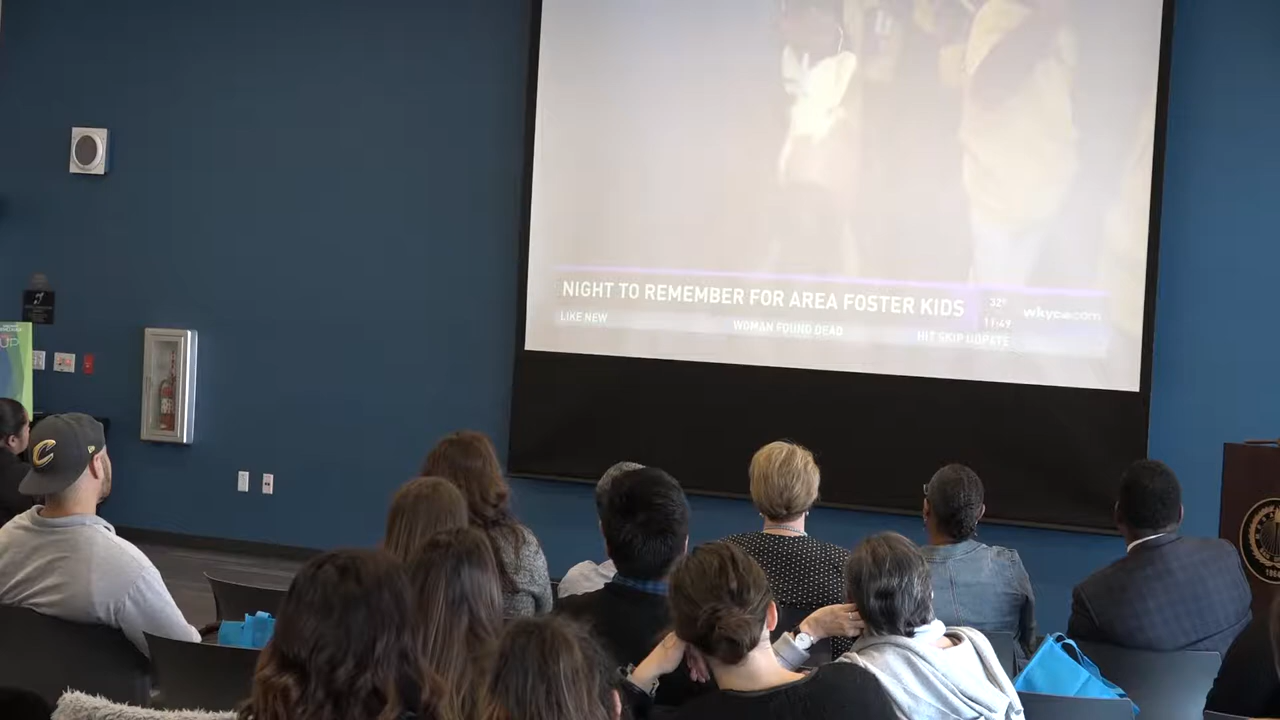 NIGHT TO REMEMBER FOR AREA FOSTER KIDS
32°
11:49
wkyc.com
LIKE NEW
WOMAN FOUND DEAD
HIT SKIP UPDATE
UP
C